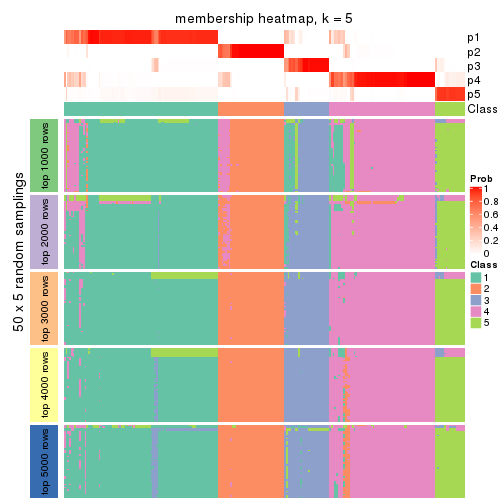 membership heatmap, k = 5
p1
p2
p3
p4
p5
Class
50 x 5 random samplings
top 1000 rows
top 2000 rows
top 3000 rows
top 4000 rows
top 5000 rows
Prob
1
0.8
0.6
0.4
0.2
0
Class
1
2
3
4
5